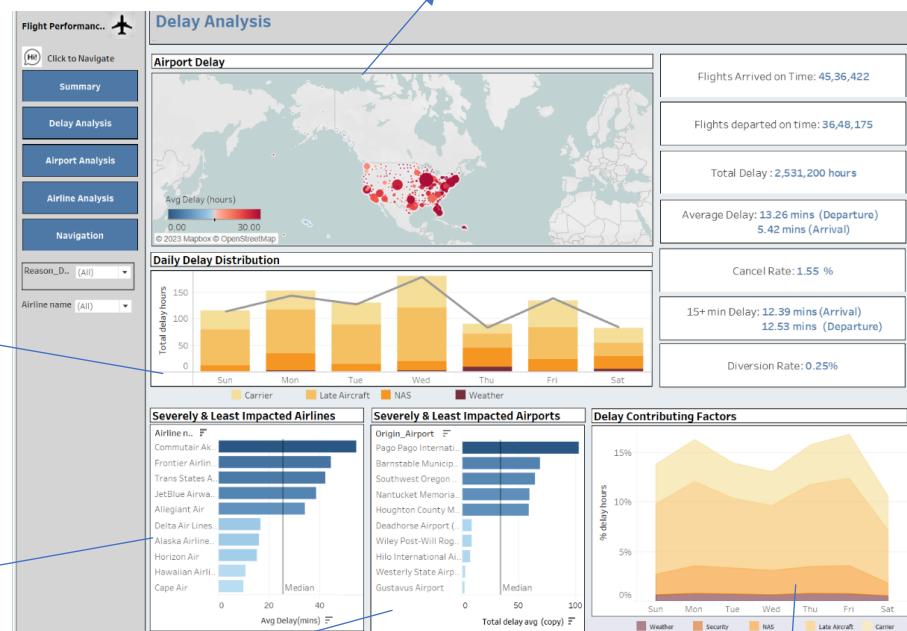 Flight Performanc..
Delay Analysis
Hi!
Click to Navigate
Summary
Delay Analysis
Airport Analysis
Airline Analysis
Navigation
Reason_D..
(All)
Airline name
(All)
Airport Delay
Avg Delay (hours)
0.00
30.00
© 2023 Mapbox © OpenStreetMap
Flights Arrived on Time: 45,36,422
Flights departed on time: 36,48,175
Total Delay : 2,531,200 hours
Average Delay: 13.26 mins (Departure)
5.42 mins (Arrival)
Cancel Rate: 1.55 %
15+ min Delay: 12.39 mins (Arrival)
12.53 mins (Departure)
Diversion Rate: 0.25%
Daily Delay Distribution
Total delay hours
150
100
50
0
Sun Mon Tue Wed Thu Fri Sat
Carrier Late Aircraft NAS Weather
Severely & Least Impacted Airlines
Airline n..
Commutair Ak..
Frontier Airlin..
Trans States A..
JetBlue Airwa..
Allegiant Air
Delta Air Lines..
Alaska Airline..
Horizon Air
Hawaiian Airli..
Cape Air
Median
0 20 40
Avg Delay(mins)
Severely & Least Impacted Airports
Origin_Airport
Pago Pago Internati..
Barnstable Municip..
Southwest Oregon ..
Nantucket Memoria..
Houghton County M..
Deadhorse Airport (..
Wiley Post-Will Rog..
Hilo International Ai..
Westerly State Airp..
Gustavus Airport
Median
0 50 100
Total delay avg (copy)
Delay Contributing Factors
% delay hours
15%
10%
5%
0%
Sun Mon Tue Wed Thu Fri Sat
Weather Security NAS Late Aircraft Carrier